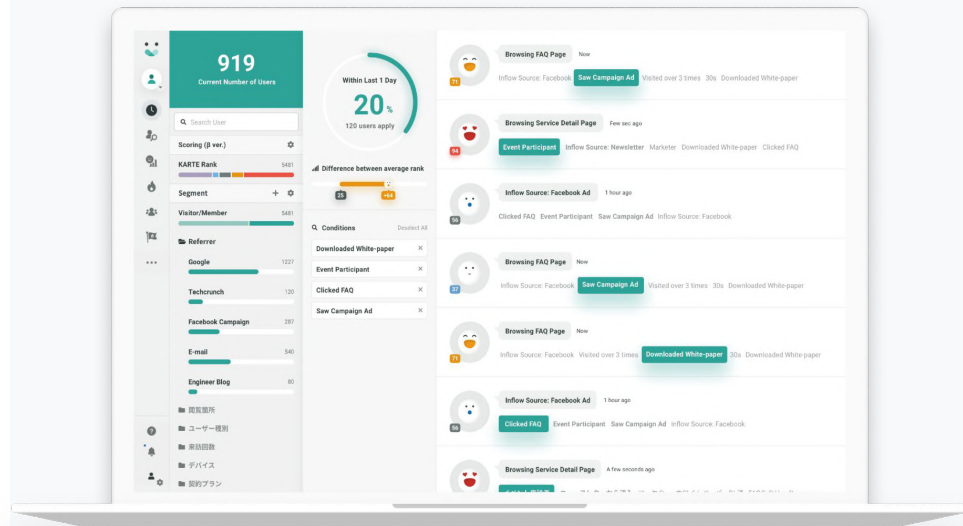 919
Current Number of Users
Search User
Scoring (β ver.)
KARTE Rank 5481
Segment
Visitor/Member 5481
Referrer
Google 1227
Techcrunch 120
Facebook Campaign 287
E-mail 540
Engineer Blog 80
閲覧箇所
ユーザー種別
来訪回数
デバイス
契約プラン
Within Last 1 Day
20%
120 users apply
Difference between average rank
25 +64
Conditions Deselect All
Downloaded White-paper ×
Event Participant ×
Clicked FAQ ×
Saw Campaign Ad ×
Browsing FAQ Page Now
71
Inflow Source: Facebook Saw Campaign Ad Visited over 3 times 30s Downloaded White-paper
Browsing Service Detail Page Few sec ago
94
Event Participant Inflow Source: Newsletter Marketer Downloaded White-paper Clicked FAQ
Inflow Source: Facebook Ad 1 hour ago
56
Clicked FAQ Event Participant Saw Campaign Ad Inflow Source: Facebook
Browsing FAQ Page Now
37
Inflow Source: Facebook Saw Campaign Ad Visited over 3 times 30s Downloaded White-paper
Browsing FAQ Page Now
71
Inflow Source: Facebook Visited over 3 times Downloaded White-paper 30s Downloaded White-paper
Inflow Source: Facebook Ad 1 hour ago
56
Clicked FAQ Event Participant Saw Campaign Ad Inflow Source: Facebook
Browsing Service Detail Page A few seconds ago